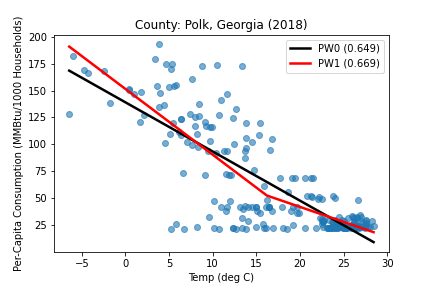 County: Polk, Georgia (2018)
PW0 (0.649)
PW1 (0.669)
Per-Capita Consumption (MMBtu/1000 Households)
200
175
150
125
100
75
50
25
−5 0 5 10 15 20 25 30
Temp (deg C)